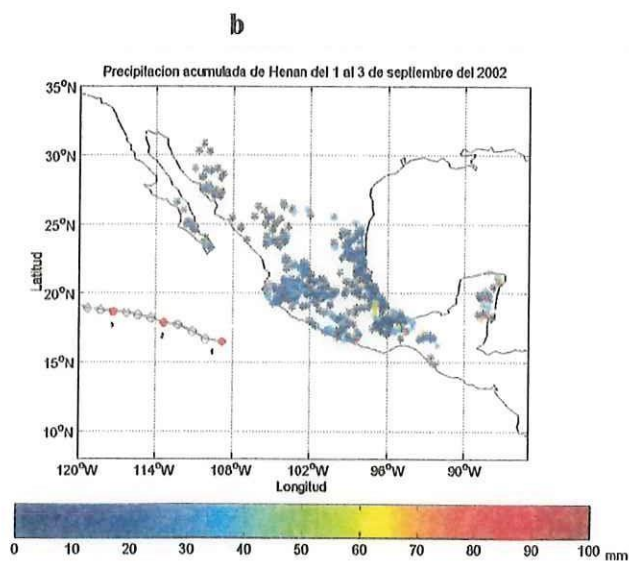 b
Precipitacion acumulada de Henan del 1 al 3 de septiembre del 2002
35°N
30°N
25°N
20°N
15°N
10°N
Latitud
120°W 114°W 108°W 102°W 96°W 90°W
Longitud
0 10 20 30 40 50 60 70 80 90 100 mm